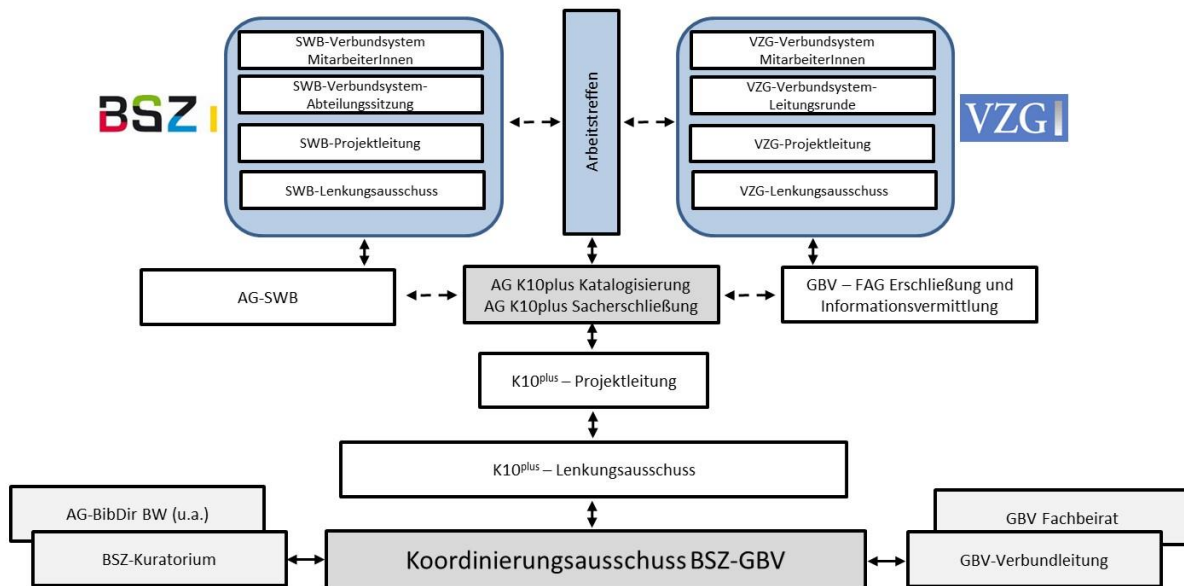 BSZ
SWB-Verbundsystem
MitarbeiterInnen
SWB-Verbundsystem-
Abteilungssitzung
SWB-Projektleitung
SWB-Lenkungsausschuss
Arbeitstreffen
VZG-Verbundsystem
MitarbeiterInnen
VZG-Verbundsystem-
Leitungsrunde
VZG-Projektleitung
VZG-Lenkungsausschuss
VZG
AG-SWB
AG K10plus Katalogisierung
AG K10plus Sacherschließung
GBV – FAG Erschließung und
Informationsvermittlung
K10plus – Projektleitung
K10plus – Lenkungsausschuss
AG-BibDir BW (u.a.)
BSZ-Kuratorium
Koordinierungsausschuss BSZ-GBV
GBV Fachbeirat
GBV-Verbundleitung